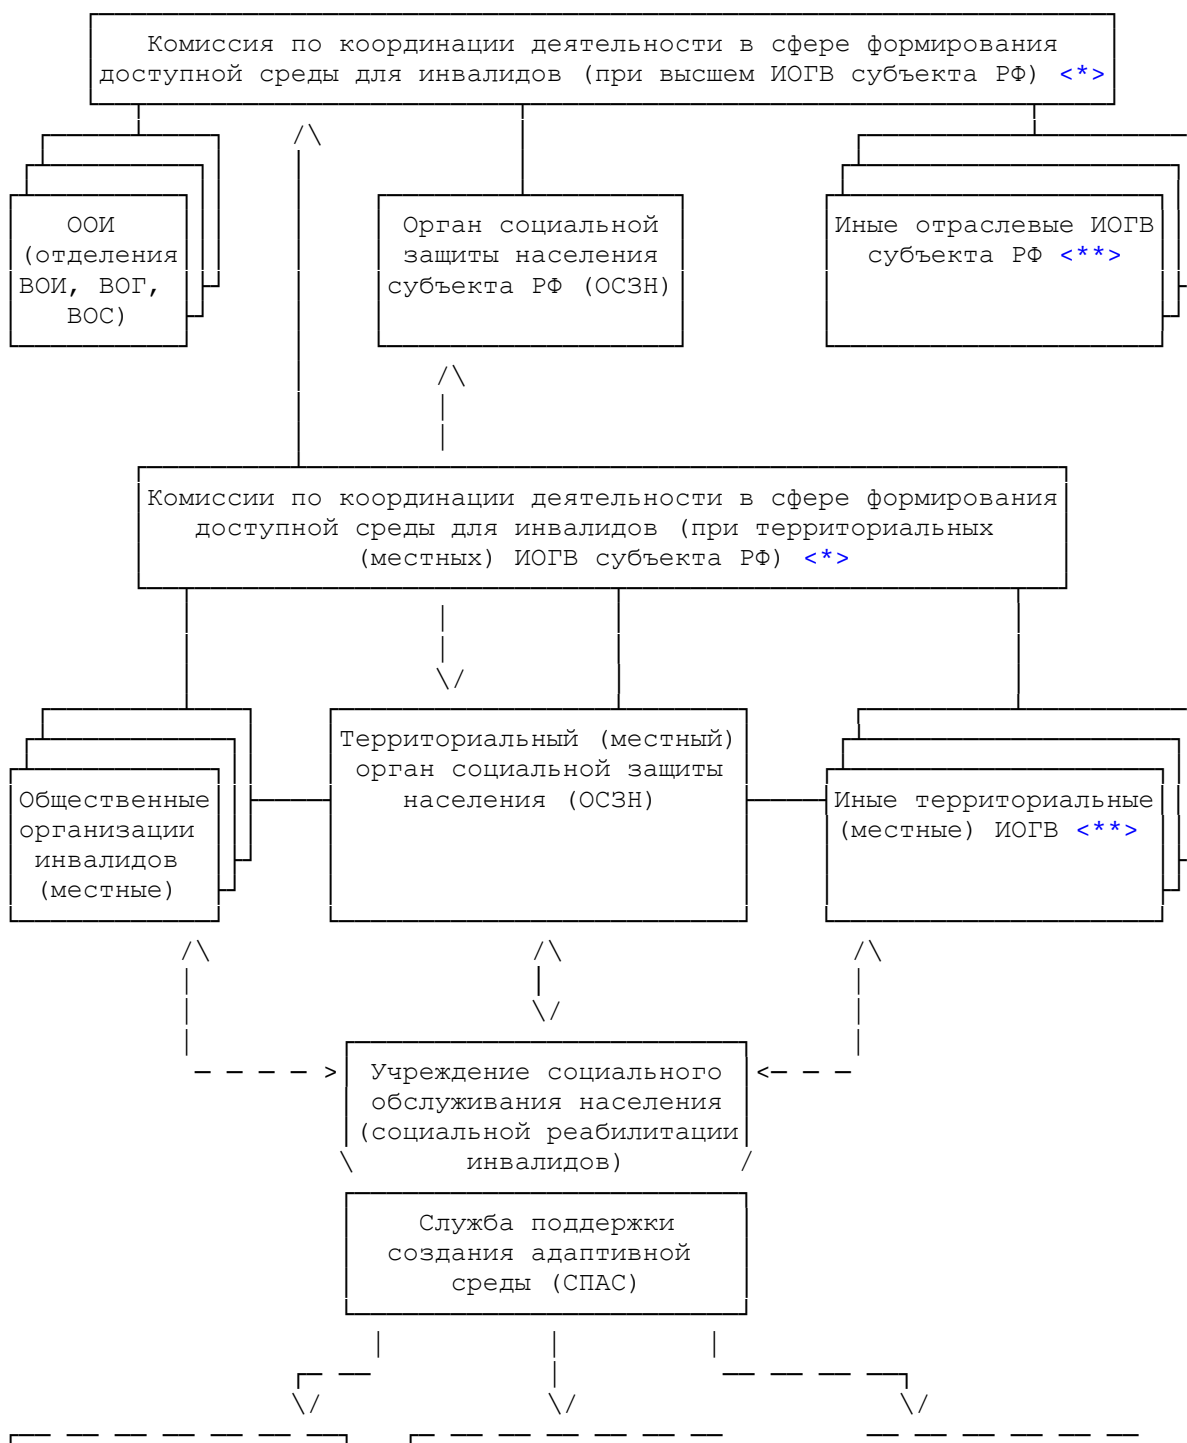 Комиссия по координации деятельности в сфере формирования
доступной среды для инвалидов (при высшем ИОГВ субъекта РФ) <*>
ООИ
(отделения
ВОИ, ВОГ,
ВОС)
Орган социальной
защиты населения
субъекта РФ (ОСЗН)
Иные отраслевые ИОГВ
субъекта РФ <**>
Комиссии по координации деятельности в сфере формирования
доступной среды для инвалидов (при территориальных
(местных) ИОГВ субъекта РФ) <*>
Общественные
организации
инвалидов
(местные)
Территориальный (местный)
орган социальной защиты
населения (ОСЗН)
Иные территориальные
(местные) ИОГВ <**>
Учреждение социального
обслуживания населения
(социальной реабилитации
инвалидов)
Служба поддержки
создания адаптивной
среды (СПАС)